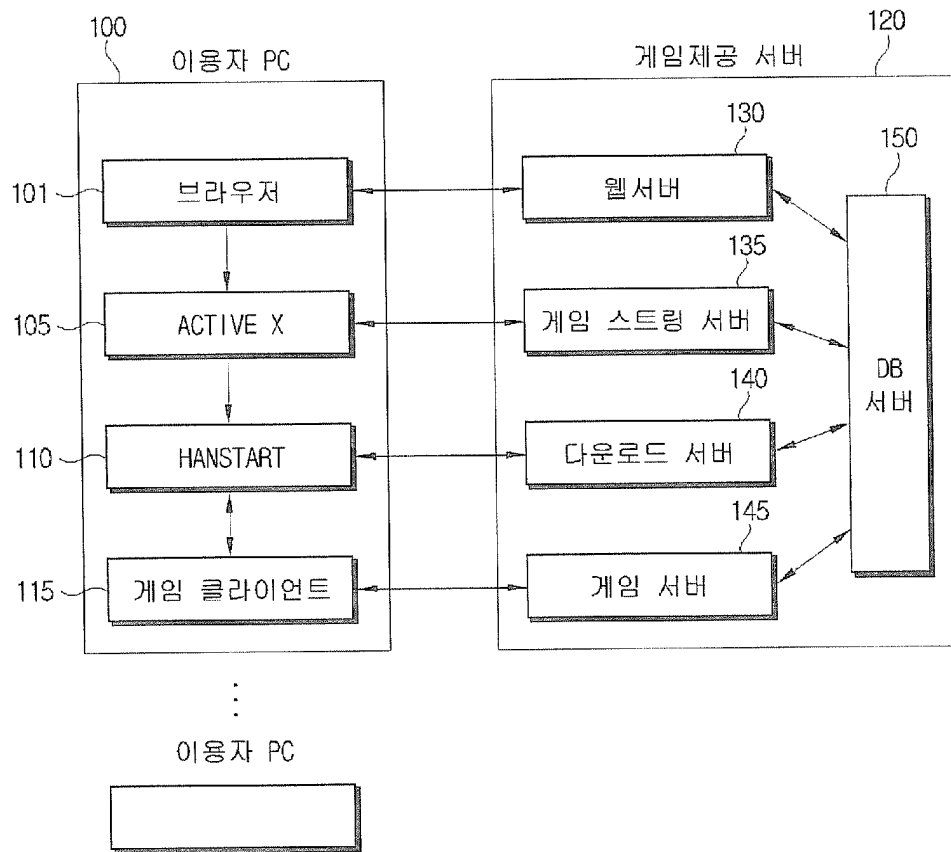 100
이용자 PC
120
게임제공 서버
130
150
101
브라우저
웹서버
135
105
ACTIVE X
게임 스트링 서버
DB
서버
140
110
HANSTART
다운로드 서버
145
115
게임 클라이언트
게임 서버
이용자 PC